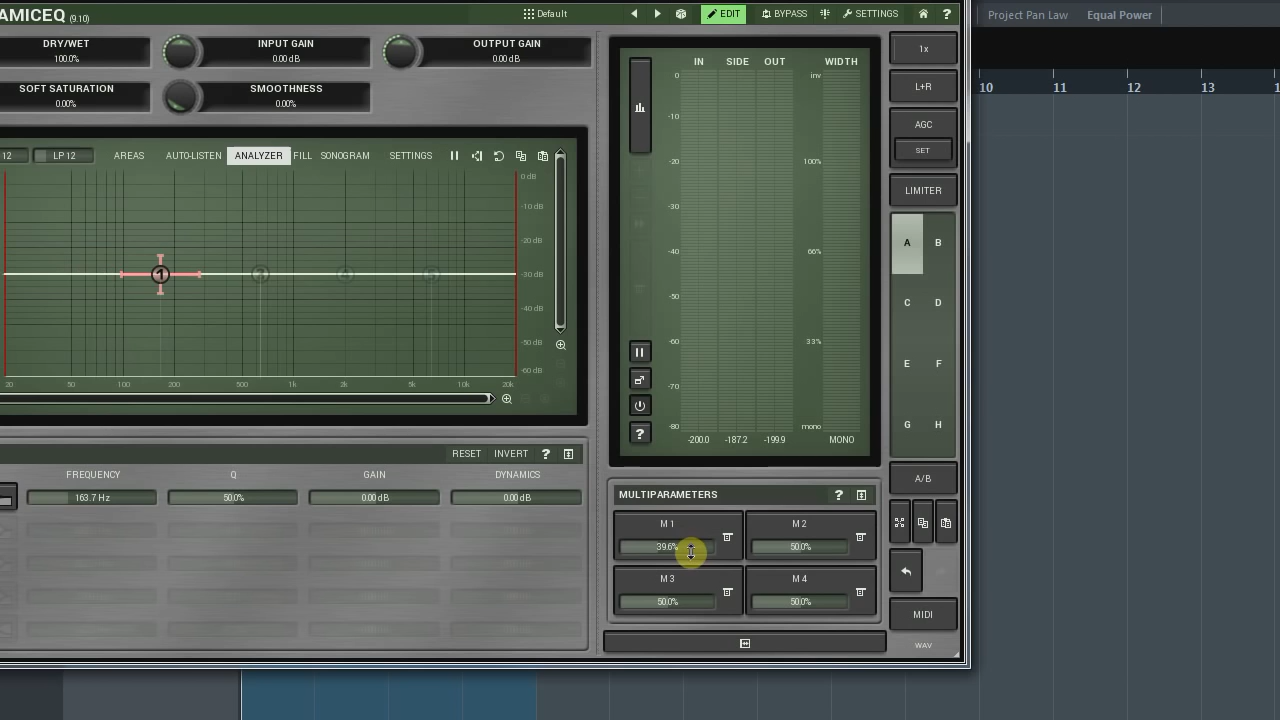 AMICEQ (9.10)
Default
EDIT
BYPASS
SETTINGS
?
Project Pan Law
Equal Power
DRY/WET
100.0%
INPUT GAIN
0.00 dB
OUTPUT GAIN
0.00 dB
SOFT SATURATION
0.00%
SMOOTHNESS
0.00%
12
LP 12
AREAS
AUTO-LISTEN
ANALYZER
FILL
SONOGRAM
SETTINGS
0 dB
-10 dB
-20 dB
-30 dB
-40 dB
-50 dB
-60 dB
1
3
4
5
20
50
100
200
500
1k
2k
5k
10k
20k
RESET
INVERT
?
FREQUENCY
Q
GAIN
DYNAMICS
163.7 Hz
50.0%
0.00 dB
0.00 dB
IN
SIDE
OUT
WIDTH
0
-10
-20
-30
-40
-50
-60
-70
-80
inv
100%
66%
33%
mono
-200.0
-187.2
-199.9
MONO
?
MULTIPARAMETERS
?
M 1
39.6%
M 2
50.0%
M 3
50.0%
M 4
50.0%
1x
L+R
AGC
SET
LIMITER
A
B
C
D
E
F
G
H
A/B
MIDI
WAV
10
11
12
13
1